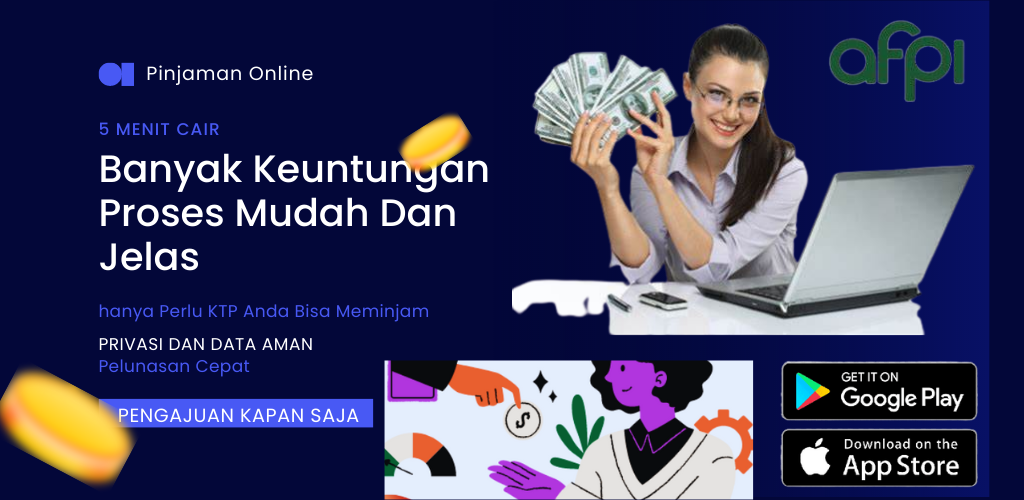 Pinjaman Online
5 MENIT CAIR
Banyak Keuntungan
Proses Mudah Dan
Jelas
hanya Perlu KTP Anda Bisa Meminjam
PRIVASI DAN DATA AMAN
Pelunasan Cepat
PENGAJUAN KAPAN SAJA
afpi
GET IT ON
Google Play
Download on the
App Store